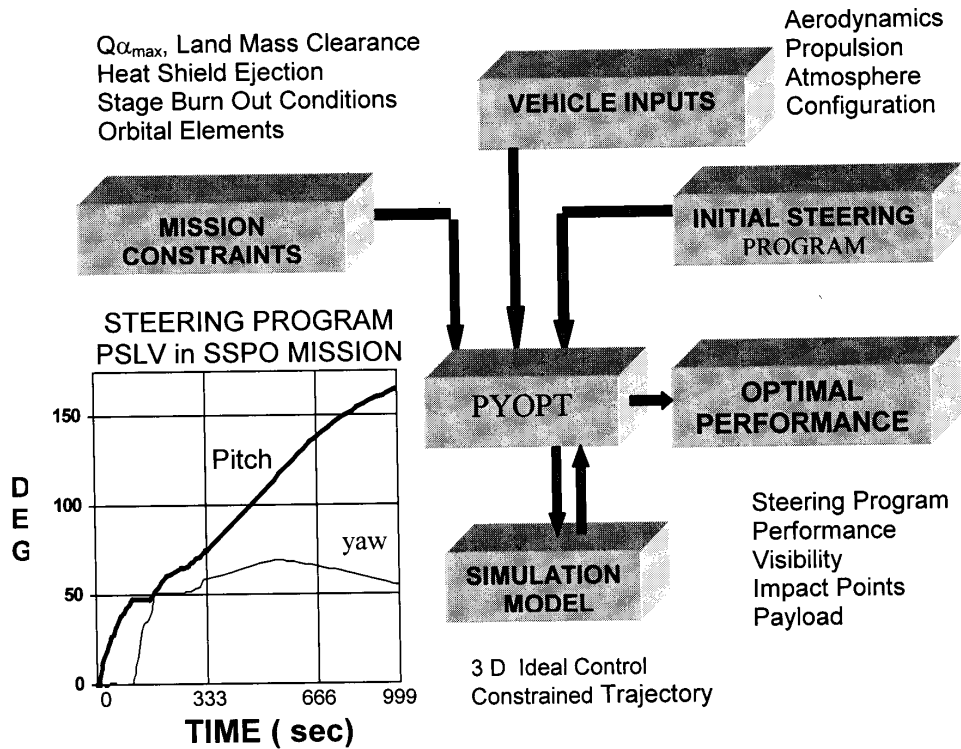 Qαmax, Land Mass Clearance
Heat Shield Ejection
Stage Burn Out Conditions
Orbital Elements
VEHICLE INPUTS
Aerodynamics
Propulsion
Atmosphere
Configuration
MISSION
CONSTRAINTS
INITIAL STEERING
PROGRAM
STEERING PROGRAM
PSLV in SSPO MISSION
150
100
50
0
DEG
Pitch
yaw
0 333 666 999
TIME ( sec)
PYOPT
OPTIMAL
PERFORMANCE
Steering Program
Performance
Visibility
Impact Points
Payload
SIMULATION
MODEL
3 D Ideal Control
Constrained Trajectory